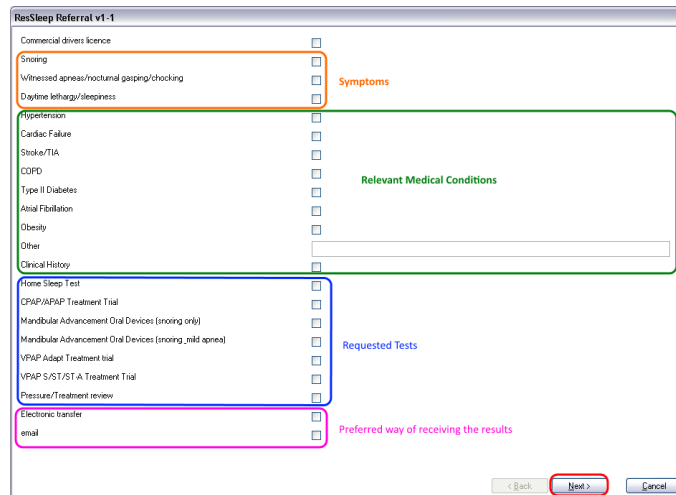 ResSleep Referral v1-1
Commercial drivers licence
Snoring
Witnessed apneas/nocturnal gasping/chocking
Symptoms
Daytime lethargy/sleepiness
Hypertension
Cardiac Failure
Stroke/TIA
COPD
Relevant Medical Conditions
Type II Diabetes
Atrial Fibrillation
Obesity
Other
Clinical History
Home Sleep Test
CPAP/APAP Treatment Trial
Mandibular Advancement Oral Devices (snoring only)
Mandibular Advancement Oral Devices (snoring _mild apnea)
Requested Tests
VPAP Adapt Treatment trial
VPAP S/ST/ST-A Treatment Trial
Pressure/Treatment review
Electronic transfer
email
Preferred way of receiving the results
< Back Next > Cancel